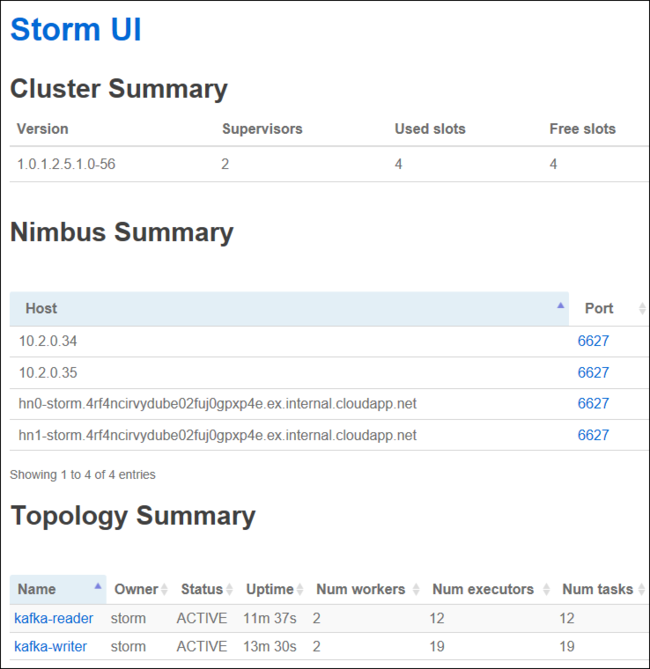 Storm UI
Cluster Summary
Version Supervisors Used slots Free slots
1.0.1.2.5.1.0-56 2 4 4
Nimbus Summary
Host Port
10.2.0.34 6627
10.2.0.35 6627
hn0-storm.4rf4ncirvydube02fuj0gpxp4e.ex.internal.cloudapp.net 6627
hn1-storm.4rf4ncirvydube02fuj0gpxp4e.ex.internal.cloudapp.net 6627
Showing 1 to 4 of 4 entries
Topology Summary
Name Owner Status Uptime Num workers Num executors Num tasks
kafka-reader storm ACTIVE 11m 37s 2 12 12
kafka-writer storm ACTIVE 13m 30s 2 19 19